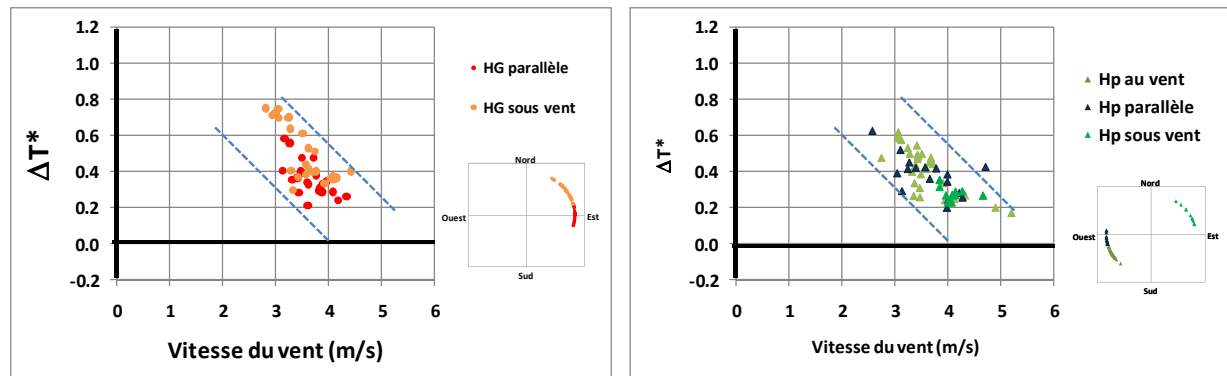 1.2
1.0
0.8
0.6
0.4
0.2
0.0
-0.2
ΔT*
0 1 2 3 4 5 6
Vitesse du vent (m/s)
HG parallèle
HG sous vent
Nord
Ouest Est
Sud
1.2
1.0
0.8
0.6
0.4
0.2
0.0
-0.2
ΔT*
0 1 2 3 4 5 6
Vitesse du vent (m/s)
Hp au vent
Hp parallèle
Hp sous vent
Nord
Ouest Est
Sud